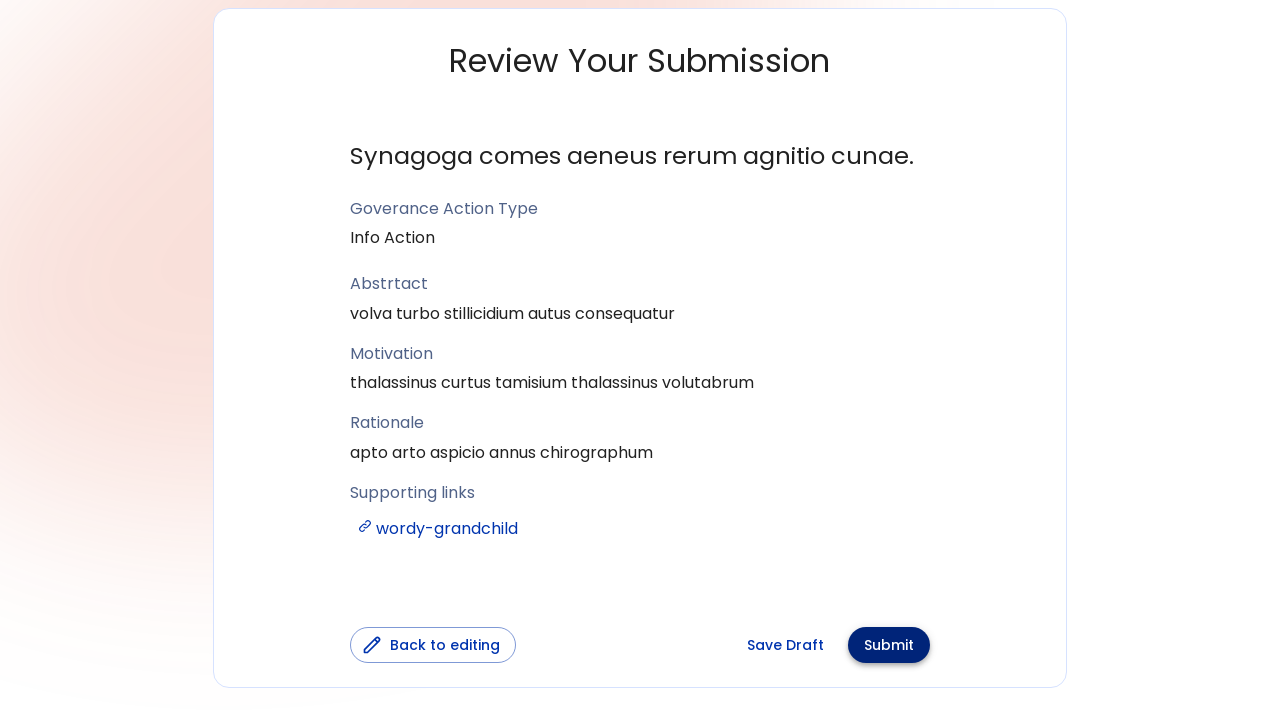 Review Your Submission
Synagoga comes aeneus rerum agnitio cunae.
Goverance Action Type
Info Action
Abstrtact
volva turbo stillicidium autus consequatur
Motivation
thalassinus curtus tamisium thalassinus volutabrum
Rationale
apto arto aspicio annus chirographum
Supporting links
wordy-grandchild
Back to editing
Save Draft
Submit